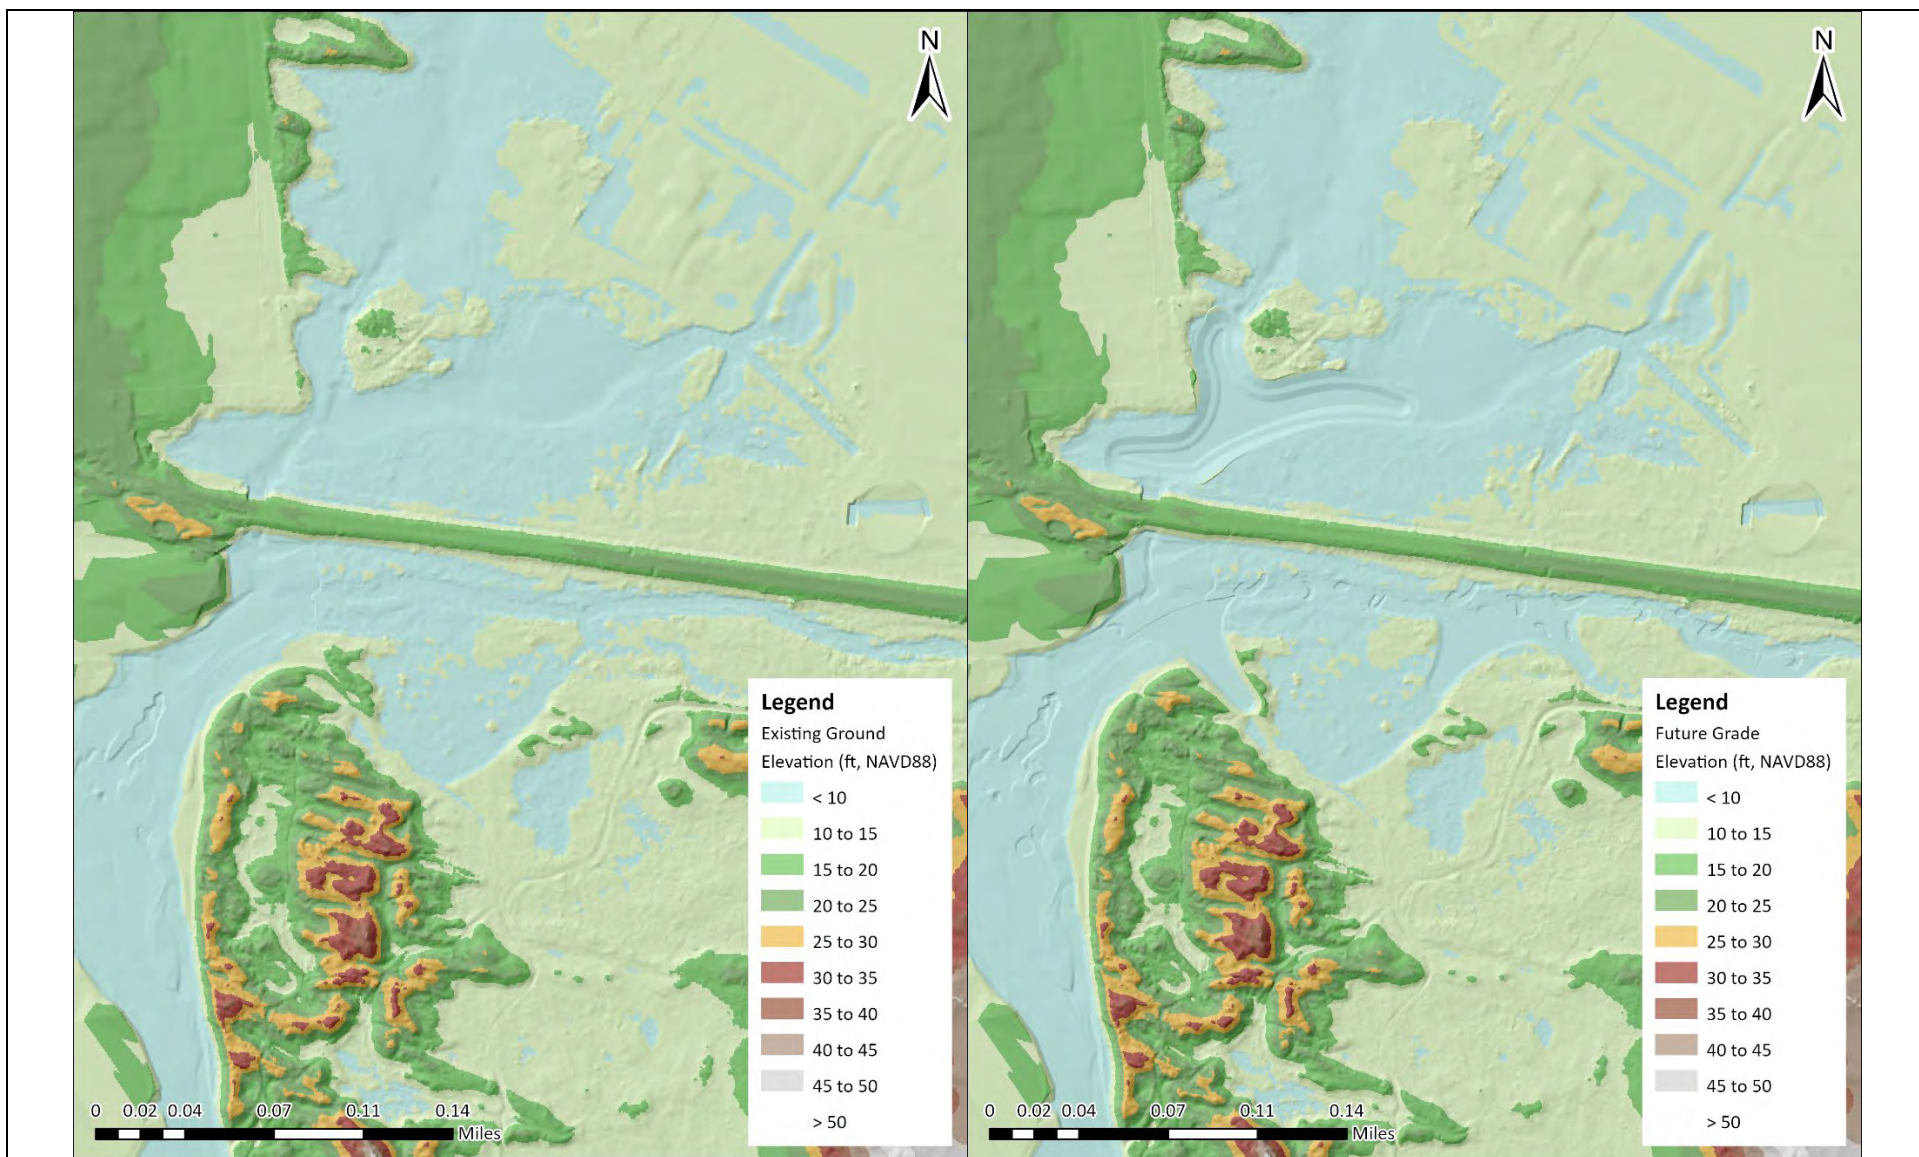 N
Legend
Existing Ground
Elevation (ft, NAVD88)
< 10
10 to 15
15 to 20
20 to 25
25 to 30
30 to 35
35 to 40
40 to 45
45 to 50
> 50
0 0.02 0.04 0.07 0.11 0.14
Miles
N
Legend
Future Grade
Elevation (ft, NAVD88)
< 10
10 to 15
15 to 20
20 to 25
25 to 30
30 to 35
35 to 40
40 to 45
45 to 50
> 50
0 0.02 0.04 0.07 0.11 0.14
Miles